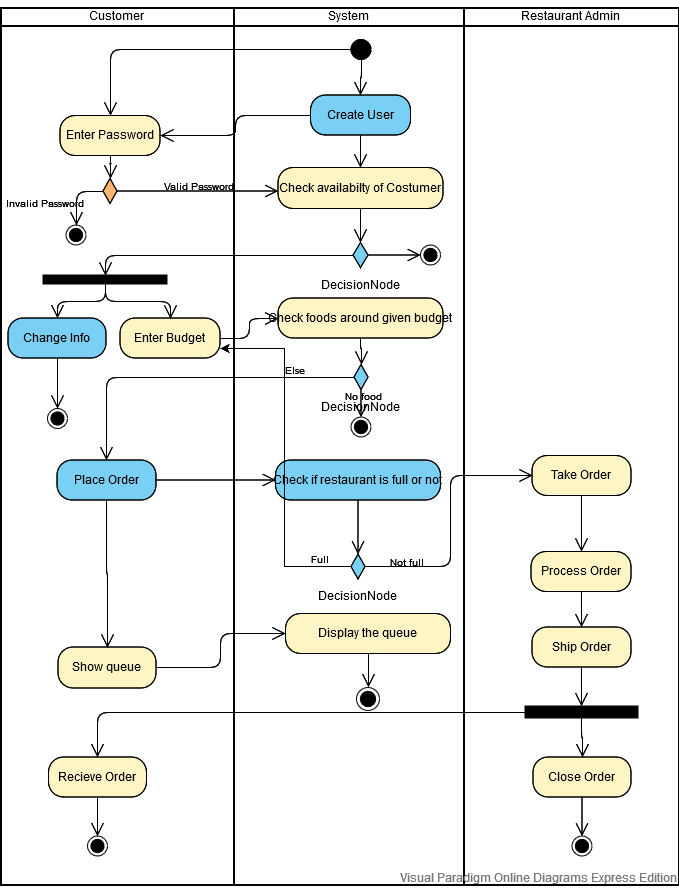 Customer
System
Restaurant Admin
Create User
Enter Password
Valid Password
Check availabilty of Costumer
Invalid Password
DecisionNode
Change Info
Enter Budget
Check foods around given budget
Else
No food
DecisionNode
Place Order
Check if restaurant is full or not
Take Order
Full
Not full
Process Order
DecisionNode
Display the queue
Ship Order
Show queue
Recieve Order
Close Order
Visual Paradigm Online Diagrams Express Edition